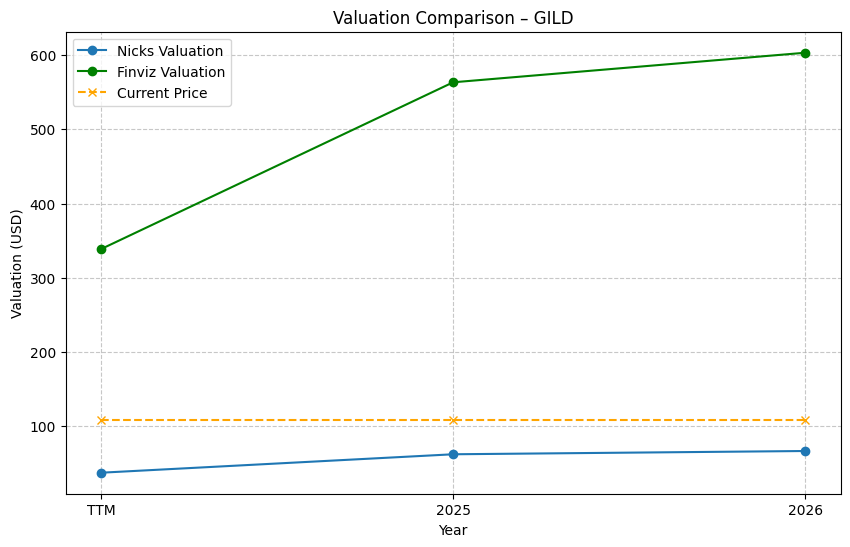 Valuation Comparison – GILD
Nicks Valuation
Finviz Valuation
Current Price
Valuation (USD)
600
500
400
300
200
100
TTM
2025
2026
Year